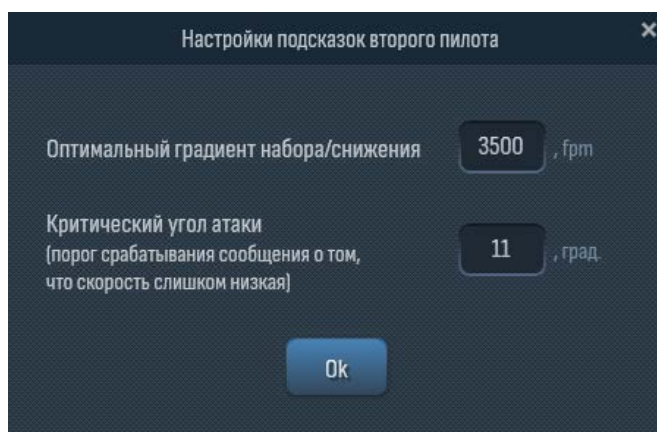 Настройки подсказок второго пилота
×
Оптимальный градиент набора/снижения 3500 , fpm
Критический угол атаки
(порог срабатывания сообщения о том, 11 , град.
что скорость слишком низкая)
Ok